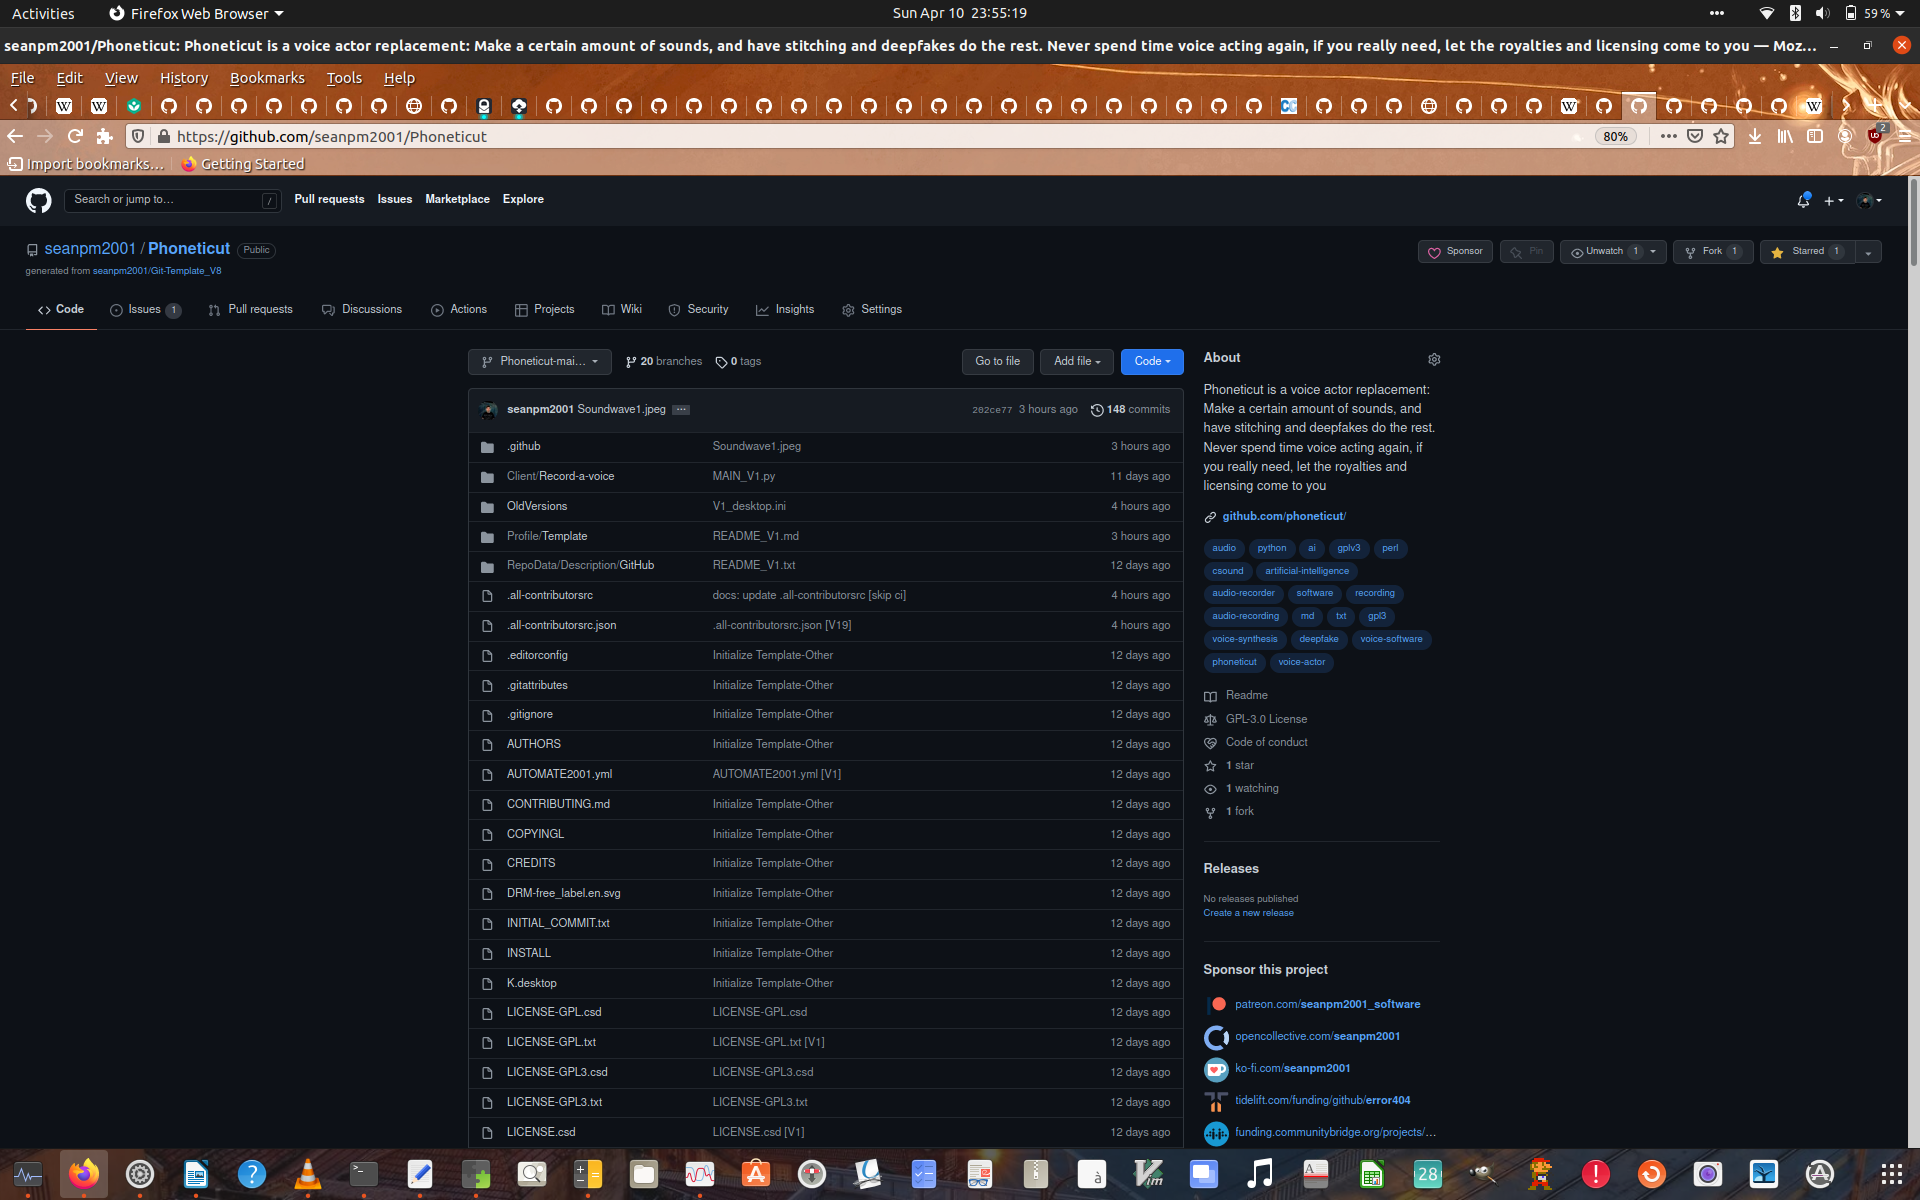 Activities
Firefox Web Browser
Sun Apr 10 23:55:19
59 %
seanpm2001/Phoneticut: Phoneticut is a voice actor replacement: Make a certain amount of sounds, and have stitching and deepfakes do the rest. Never spend time voice acting again, if you really need, let the royalties and licensing come to you — Moz…
File Edit View History Bookmarks Tools Help
https://github.com/seanpm2001/Phoneticut
80%
2
Import bookmarks…
Getting Started
Search or jump to…
/
Pull requests Issues Marketplace Explore
seanpm2001 / Phoneticut
Public
Sponsor
Pin
Unwatch 1
Fork 1
Starred 1
generated from seanpm2001/Git-Template_V8
Code
Issues 1
Pull requests
Discussions
Actions
Projects
Wiki
Security
Insights
Settings
Phoneticut-mai…
20 branches
0 tags
Go to file
Add file
Code
seanpm2001 Soundwave1.jpeg
202ce77 3 hours ago
148 commits
.github Soundwave1.jpeg 3 hours ago
Client/Record-a-voice MAIN_V1.py 11 days ago
OldVersions V1_desktop.ini 4 hours ago
Profile/Template README_V1.md 3 hours ago
RepoData/Description/GitHub README_V1.txt 12 days ago
.all-contributorsrc docs: update .all-contributorsrc [skip ci] 4 hours ago
.all-contributorsrc.json .all-contributorsrc.json [V19] 4 hours ago
.editorconfig Initialize Template-Other 12 days ago
.gitattributes Initialize Template-Other 12 days ago
.gitignore Initialize Template-Other 12 days ago
AUTHORS Initialize Template-Other 12 days ago
AUTOMATE2001.yml AUTOMATE2001.yml [V1] 12 days ago
CONTRIBUTING.md Initialize Template-Other 12 days ago
COPYINGL Initialize Template-Other 12 days ago
CREDITS Initialize Template-Other 12 days ago
DRM-free_label.en.svg Initialize Template-Other 12 days ago
INITIAL_COMMIT.txt Initialize Template-Other 12 days ago
INSTALL Initialize Template-Other 12 days ago
K.desktop Initialize Template-Other 12 days ago
LICENSE-GPL.csd LICENSE-GPL.csd 12 days ago
LICENSE-GPL.txt LICENSE-GPL.txt [V1] 12 days ago
LICENSE-GPL3.csd LICENSE-GPL3.csd 12 days ago
LICENSE-GPL3.txt LICENSE-GPL3.txt 12 days ago
LICENSE.csd LICENSE.csd [V1] 12 days ago
About
Phoneticut is a voice actor replacement:
Make a certain amount of sounds, and
have stitching and deepfakes do the rest.
Never spend time voice acting again, if
you really need, let the royalties and
licensing come to you
github.com/phoneticut/
audio python ai gplv3 perl
csound artificial-intelligence
audio-recorder software recording
audio-recording md txt gpl3
voice-synthesis deepfake voice-software
phoneticut voice-actor
Readme
GPL-3.0 License
Code of conduct
1 star
1 watching
1 fork
Releases
No releases published
Create a new release
Sponsor this project
patreon.com/seanpm2001_software
opencollective.com/seanpm2001
ko-fi.com/seanpm2001
tidelift.com/funding/github/error404
funding.communitybridge.org/projects/…
28